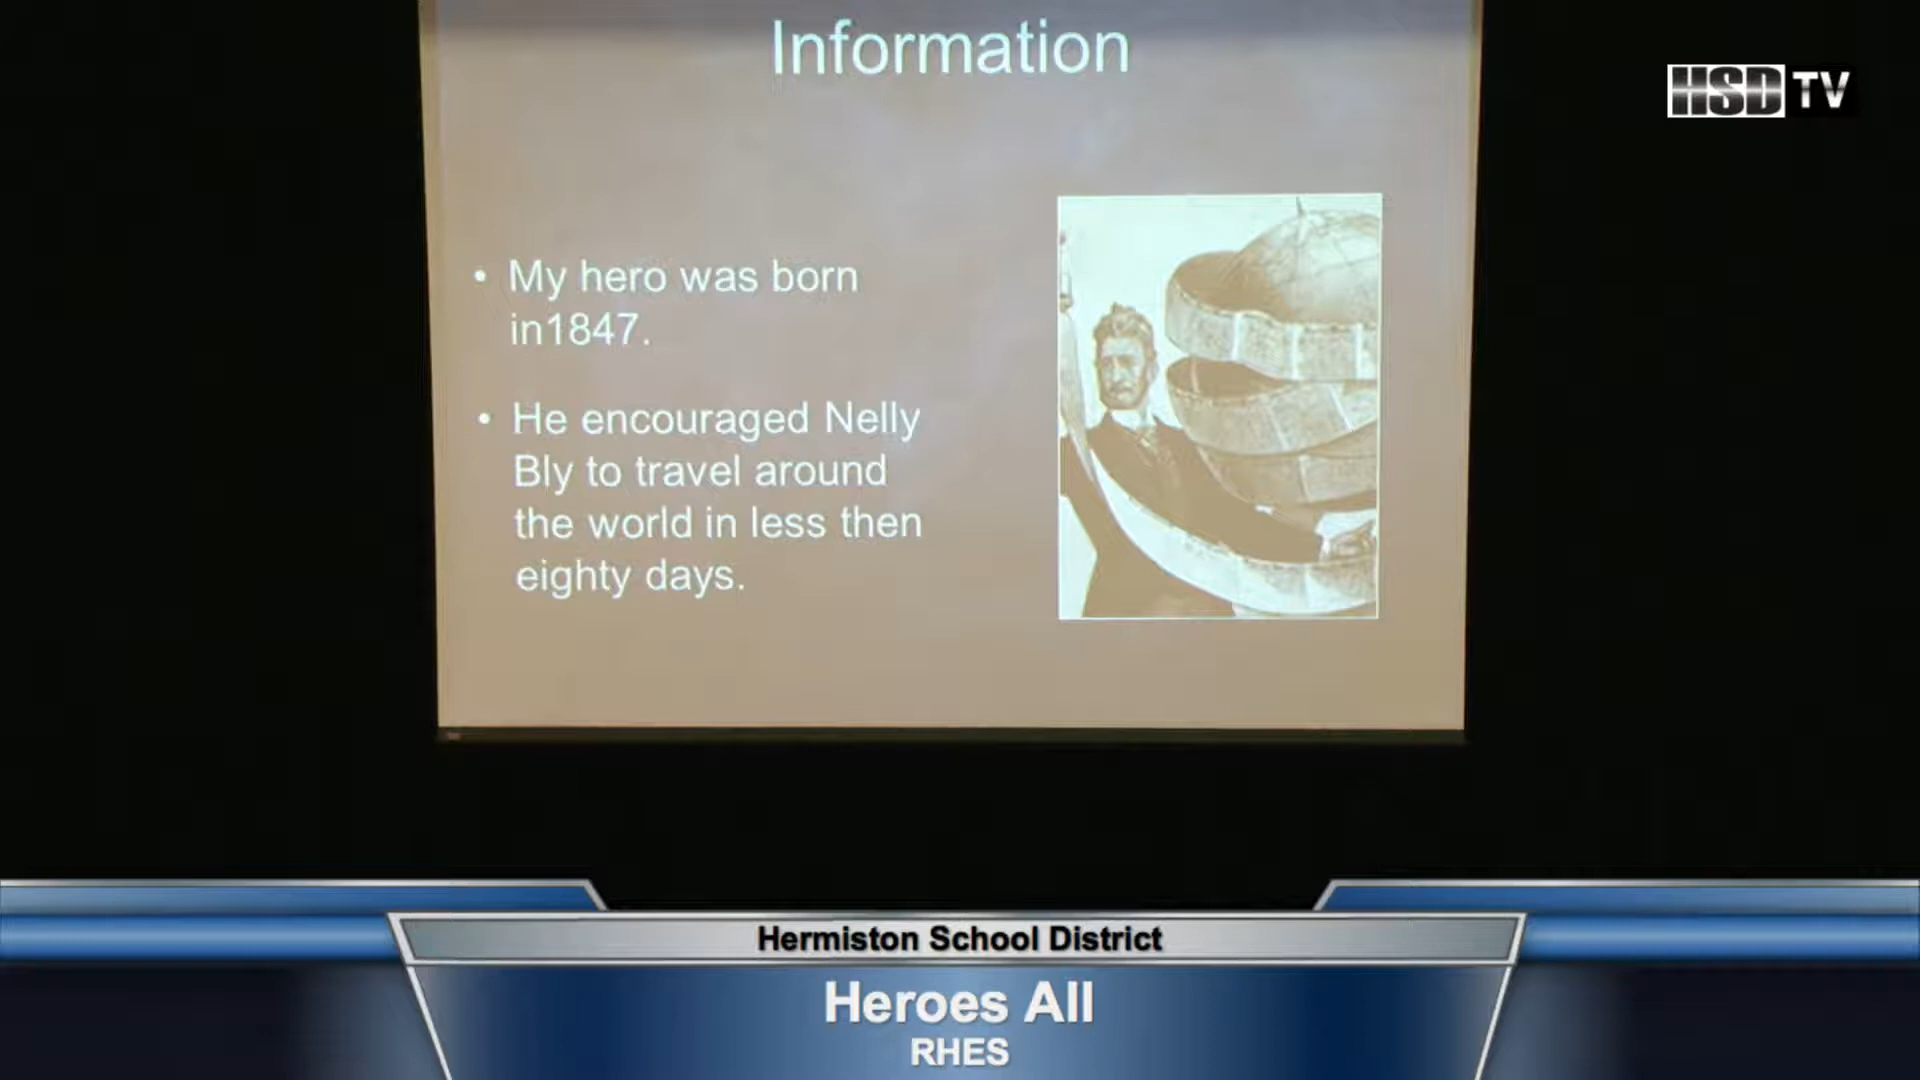 Information
HSD TV
• My hero was born
in1847.
• He encouraged Nelly
Bly to travel around
the world in less then
eighty days.
Hermiston School District
Heroes All
RHES